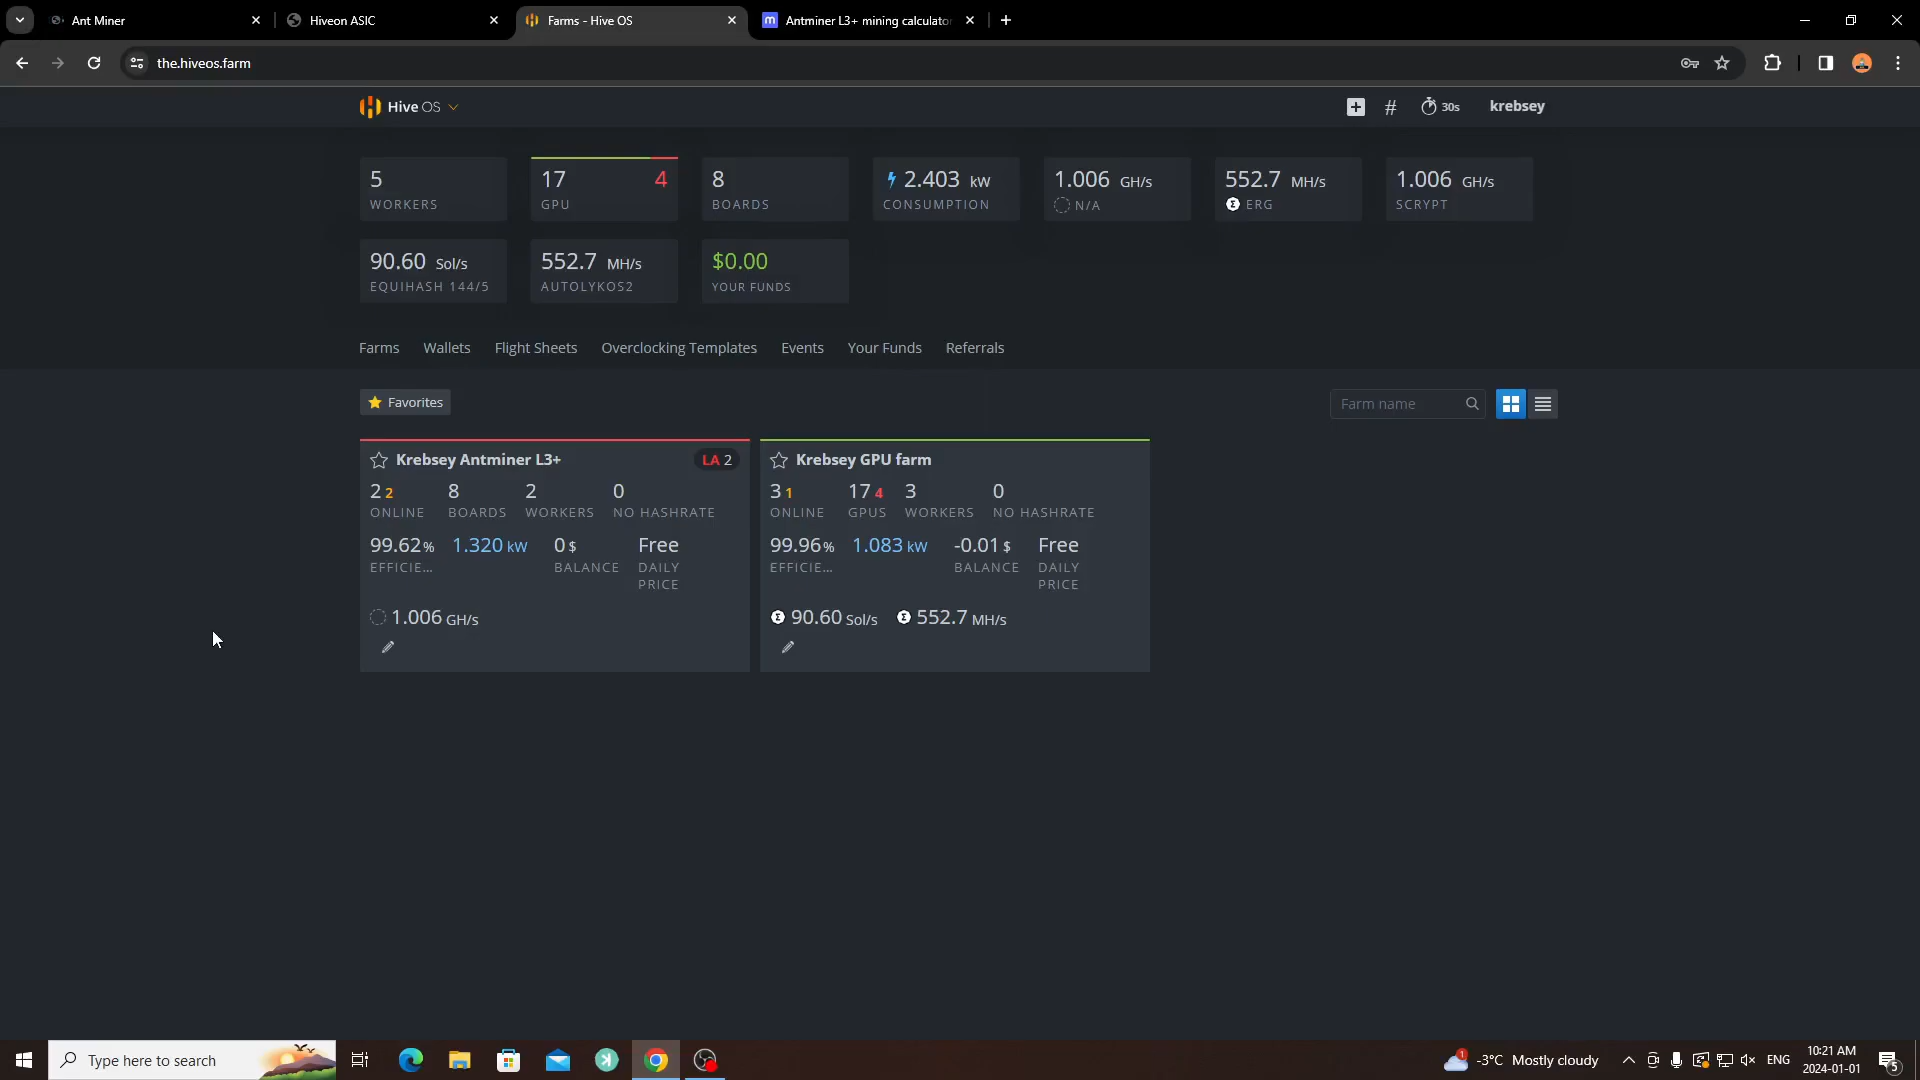 Ant Miner
Hiveon ASIC
Farms - Hive OS
Antminer L3+ mining calculator
the.hiveos.farm
Hive OS
30s
krebsey
5
WORKERS
17 4
GPU
8
BOARDS
2.403 kW
CONSUMPTION
1.006 GH/s
N/A
552.7 MH/s
ERG
1.006 GH/s
SCRYPT
90.60 Sol/s
EQUIHASH 144/5
552.7 MH/s
AUTOLYKOS2
$0.00
YOUR FUNDS
Farms Wallets Flight Sheets Overclocking Templates Events Your Funds Referrals
Favorites
Farm name
Krebsey Antminer L3+ LA 2
2 2 8 2 0
ONLINE BOARDS WORKERS NO HASHRATE
99.62% 1.320 kW 0 $ Free
EFFICIE... BALANCE DAILY
PRICE
1.006 GH/s
Krebsey GPU farm
3 1 17 4 3 0
ONLINE GPUS WORKERS NO HASHRATE
99.96% 1.083 kW -0.01 $ Free
EFFICIE... BALANCE DAILY
PRICE
90.60 Sol/s 552.7 MH/s
Type here to search
1
-3°C Mostly cloudy
ENG
10:21 AM
2024-01-01
5